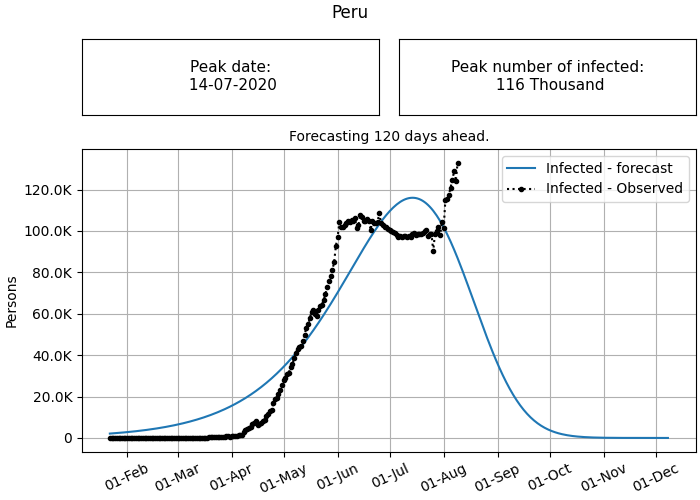 Peru
Peak date:
14-07-2020
Peak number of infected:
116 Thousand
Forecasting 120 days ahead.
Infected - forecast
Infected - Observed
Persons
120.0K
100.0K
80.0K
60.0K
40.0K
20.0K
0
01-Feb
01-Mar
01-Apr
01-May
01-Jun
01-Jul
01-Aug
01-Sep
01-Oct
01-Nov
01-Dec